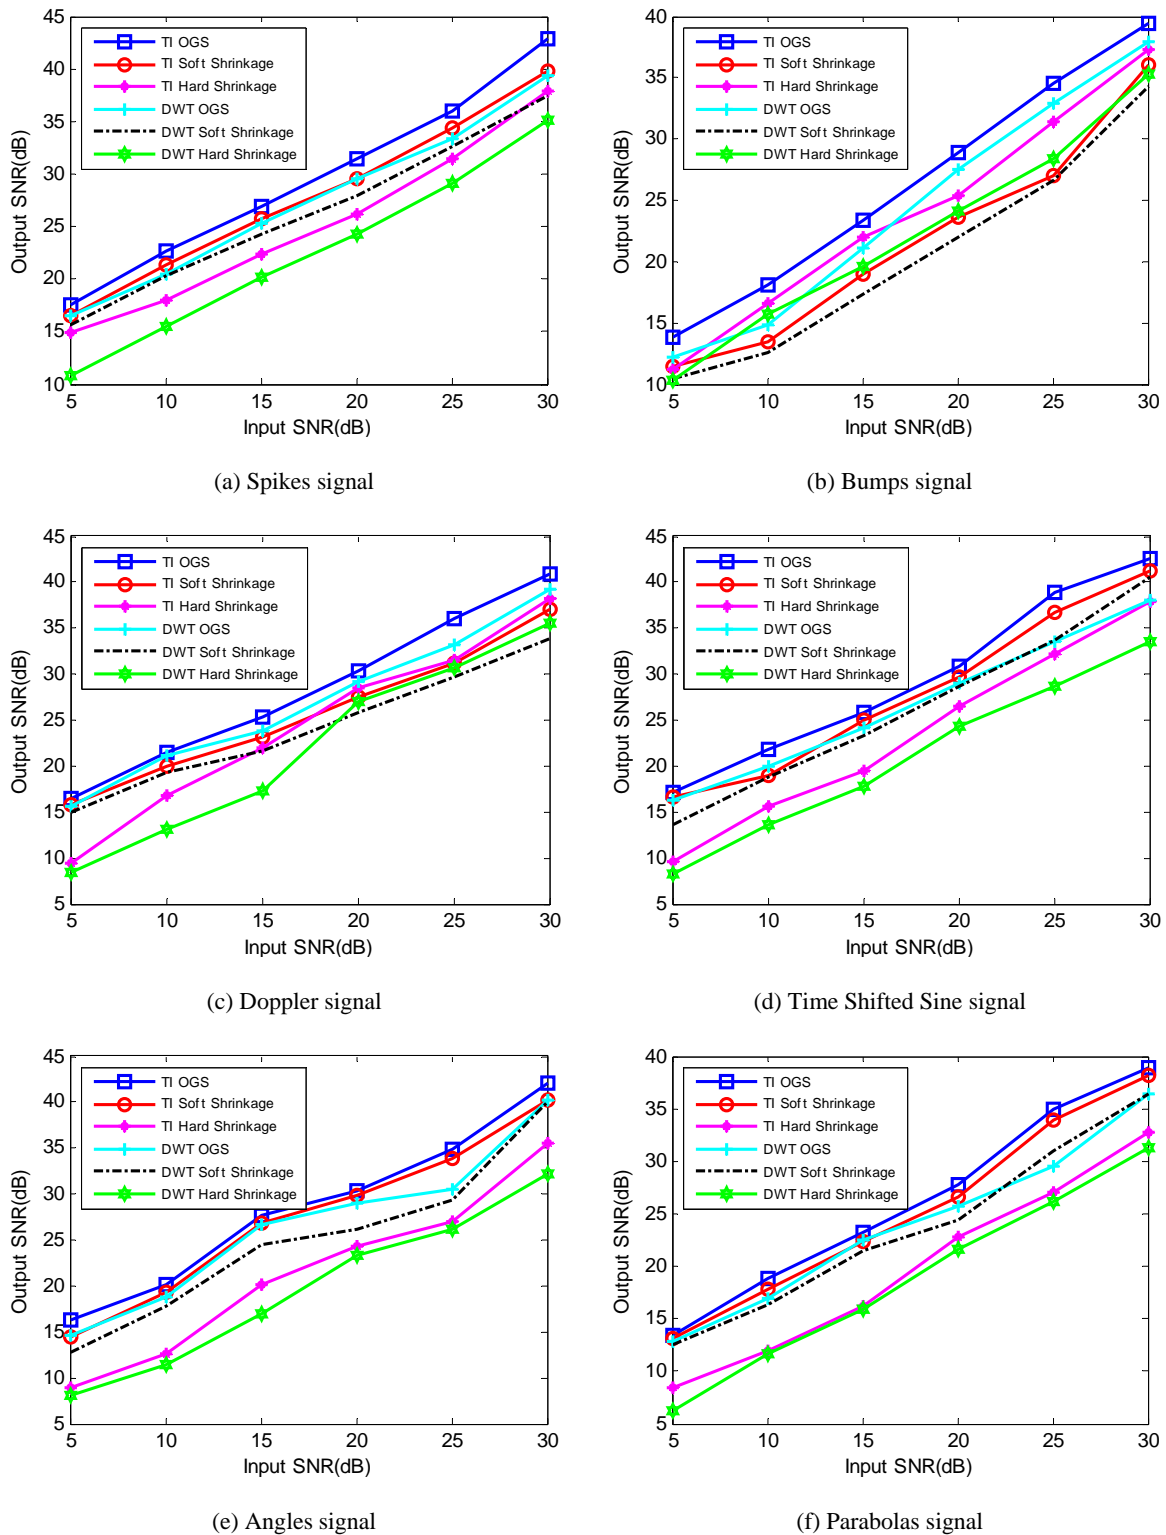 45
40
35
30
25
20
15
10
5 10 15 20 25 30
Output SNR(dB)
Input SNR(dB)
TI OGS
TI Soft Shrinkage
TI Hard Shrinkage
DWT OGS
DWT Soft Shrinkage
DWT Hard Shrinkage
(a) Spikes signal
40
35
30
25
20
15
10
5 10 15 20 25 30
Output SNR(dB)
Input SNR(dB)
TI OGS
TI Soft Shrinkage
TI Hard Shrinkage
DWT OGS
DWT Soft Shrinkage
DWT Hard Shrinkage
(b) Bumps signal
45
40
35
30
25
20
15
10
5
5 10 15 20 25 30
Output SNR(dB)
Input SNR(dB)
TI OGS
TI Soft Shrinkage
TI Hard Shrinkage
DWT OGS
DWT Soft Shrinkage
DWT Hard Shrinkage
(c) Doppler signal
45
40
35
30
25
20
15
10
5
5 10 15 20 25 30
Output SNR(dB)
Input SNR(dB)
TI OGS
TI Soft Shrinkage
TI Hard Shrinkage
DWT OGS
DWT Soft Shrinkage
DWT Hard Shrinkage
(d) Time Shifted Sine signal
45
40
35
30
25
20
15
10
5
5 10 15 20 25 30
Output SNR(dB)
Input SNR(dB)
TI OGS
TI Soft Shrinkage
TI Hard Shrinkage
DWT OGS
DWT Soft Shrinkage
DWT Hard Shrinkage
(e) Angles signal
40
35
30
25
20
15
10
5
5 10 15 20 25 30
Output SNR(dB)
Input SNR(dB)
TI OGS
TI Soft Shrinkage
TI Hard Shrinkage
DWT OGS
DWT Soft Shrinkage
DWT Hard Shrinkage
(f) Parabolas signal